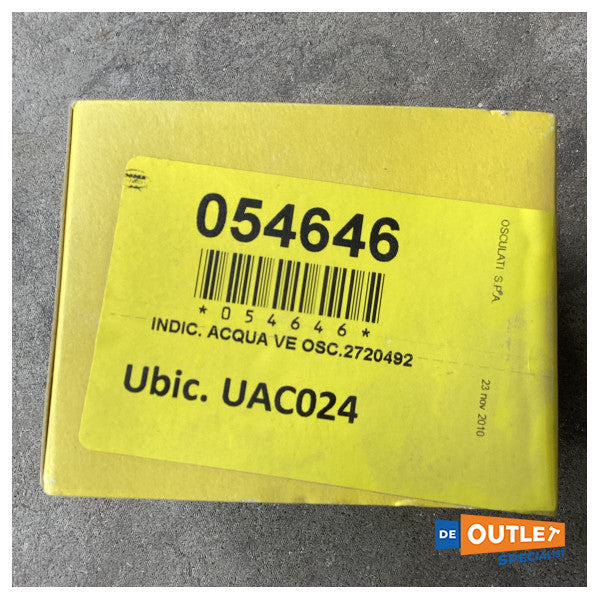 054646
*054646*
INDIC. ACQUA VE OSC.2720492
Ubic. UAC024
OSCULATI S.P.A.
23 nov 2010
DE OUTLET
SPECIALIST